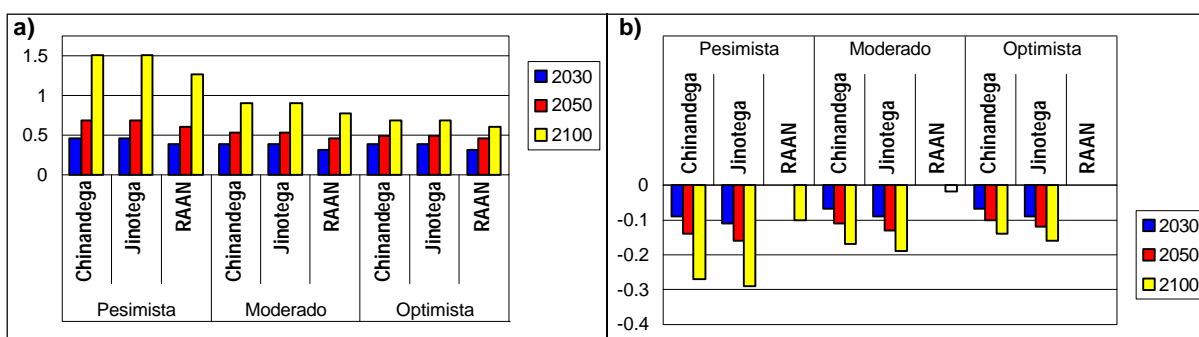 a)
1.5
1
0.5
0
Chinandega
Jinotega
RAAN
Chinandega
Jinotega
RAAN
Chinandega
Jinotega
RAAN
Pesimista Moderado Optimista
2030
2050
2100
b)
Pesimista Moderado Optimista
Chinandega
Jinotega
RAAN
Chinandega
Jinotega
RAAN
Chinandega
Jinotega
RAAN
0
-0.1
-0.2
-0.3
-0.4
2030
2050
2100